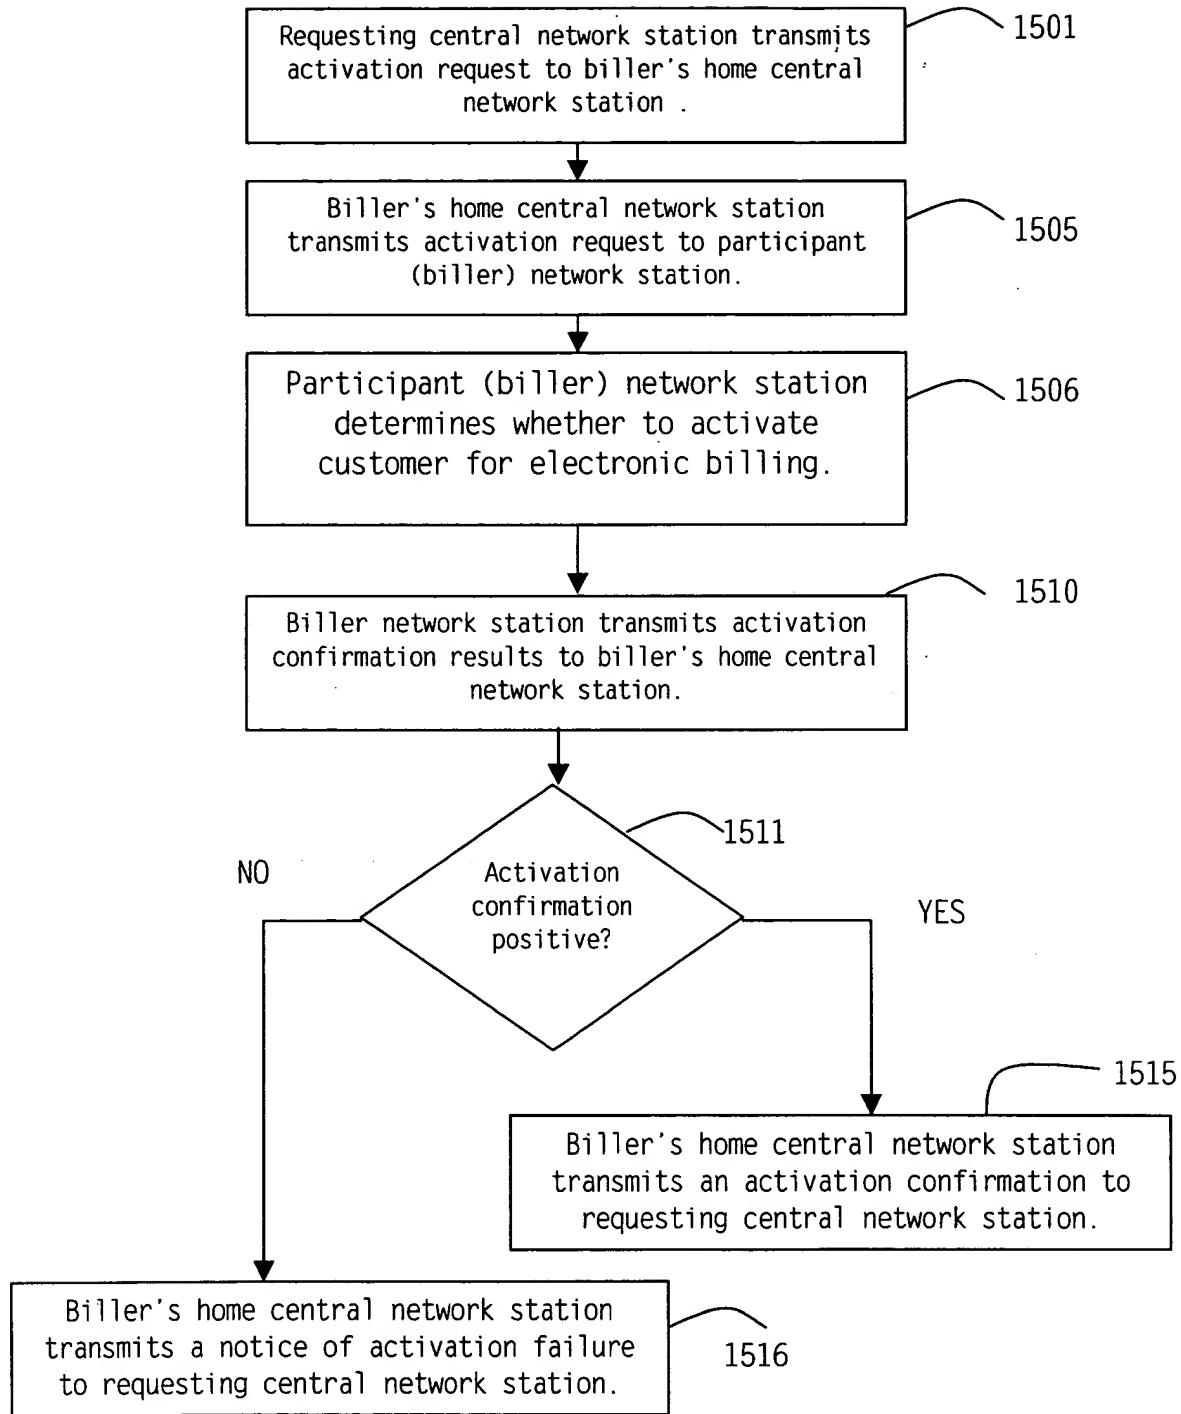 Requesting central network station transmits
activation request to biller's home central
network station .
1501
Biller's home central network station
transmits activation request to participant
(biller) network station.
1505
Participant (biller) network station
determines whether to activate
customer for electronic billing.
1506
Biller network station transmits activation
confirmation results to biller's home central
network station.
1510
Activation
confirmation
positive?
1511
NO
YES
Biller's home central network station
transmits an activation confirmation to
requesting central network station.
1515
Biller's home central network station
transmits a notice of activation failure
to requesting central network station.
1516